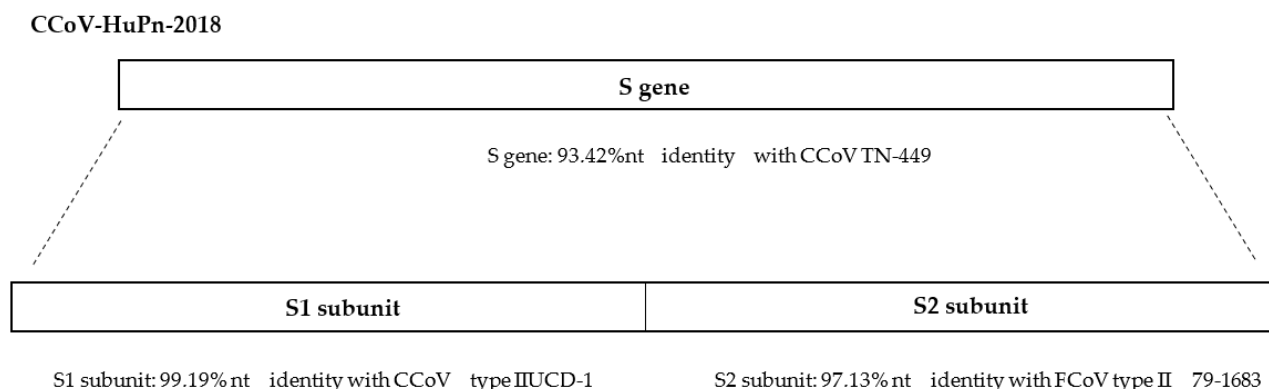 CCoV-HuPn-2018
S gene
S gene: 93.42%nt identity with CCoV TN-449
S1 subunit
S2 subunit
S1 subunit: 99.19% nt identity with CCoV type IIUCD-1
S2 subunit: 97.13% nt identity with FCoV type II 79-1683